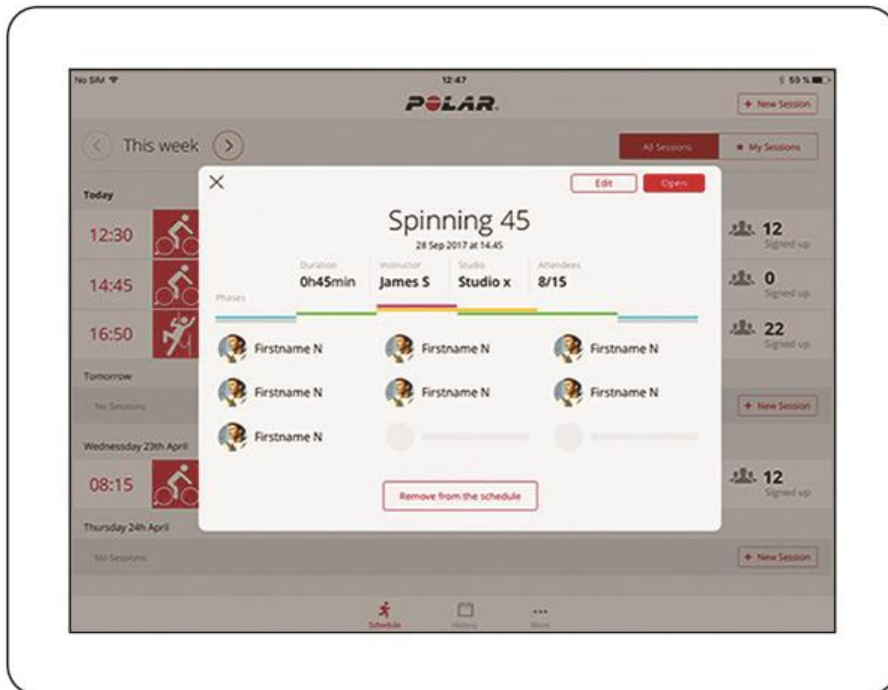 No SIM 12:47 59 %
POLAR.
+ New Session
This week
All Sessions ★ My Sessions
Today
12:30 12
Signed up
14:45 0
Signed up
16:50 22
Signed up
Tomorrow
No Sessions + New Session
Wednesday 23th April
08:15 12
Signed up
Thursday 24h April
No Sessions + New Session
Schedule History More
Edit Open
Spinning 45
28 Sep 2017 at 14.45
Duration Instructor Studio Attendees
0h45min James S Studio x 8/15
Phases
Firstname N Firstname N Firstname N
Firstname N Firstname N Firstname N
Firstname N
Remove from the schedule